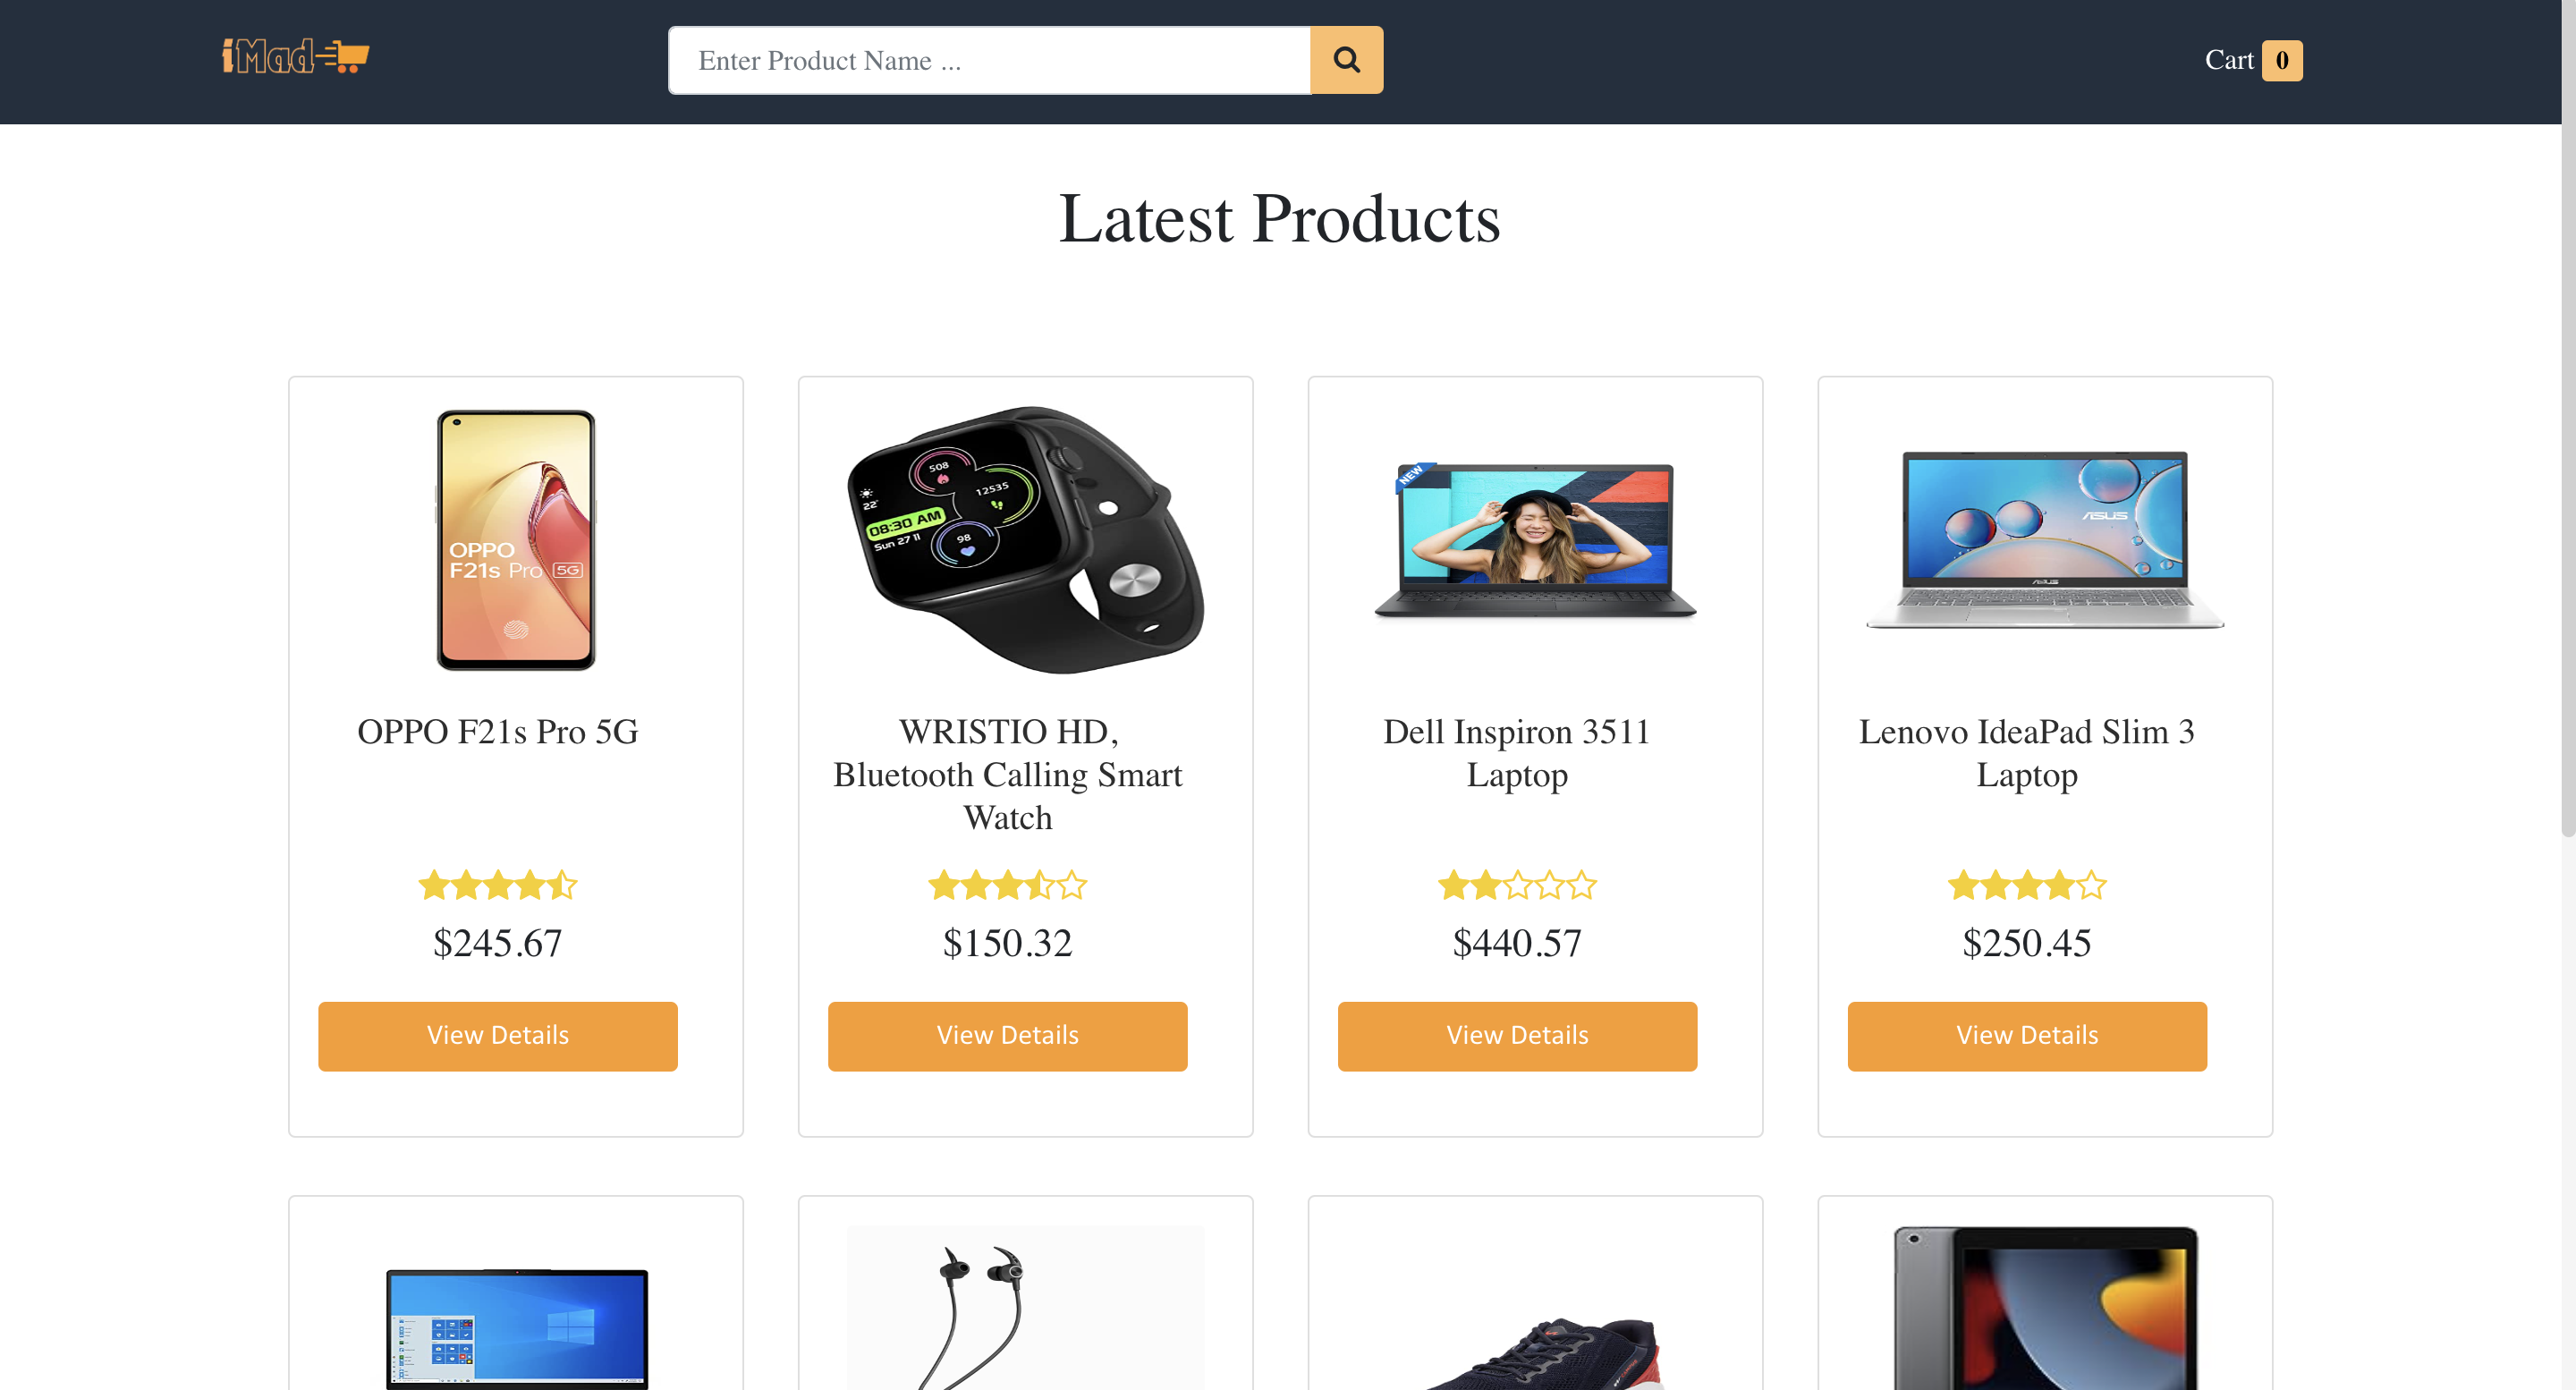 iMad
Enter Product Name ...
Cart 0
Latest Products
OPPO
F21s Pro 5G
508
12535
22°
08:30 AM
Sun 27 11
98
NEW
ASUS
ASUS
OPPO F21s Pro 5G
WRISTIO HD,
Bluetooth Calling Smart
Watch
Dell Inspiron 3511
Laptop
Lenovo IdeaPad Slim 3
Laptop
$245.67
$150.32
$440.57
$250.45
View Details
View Details
View Details
View Details